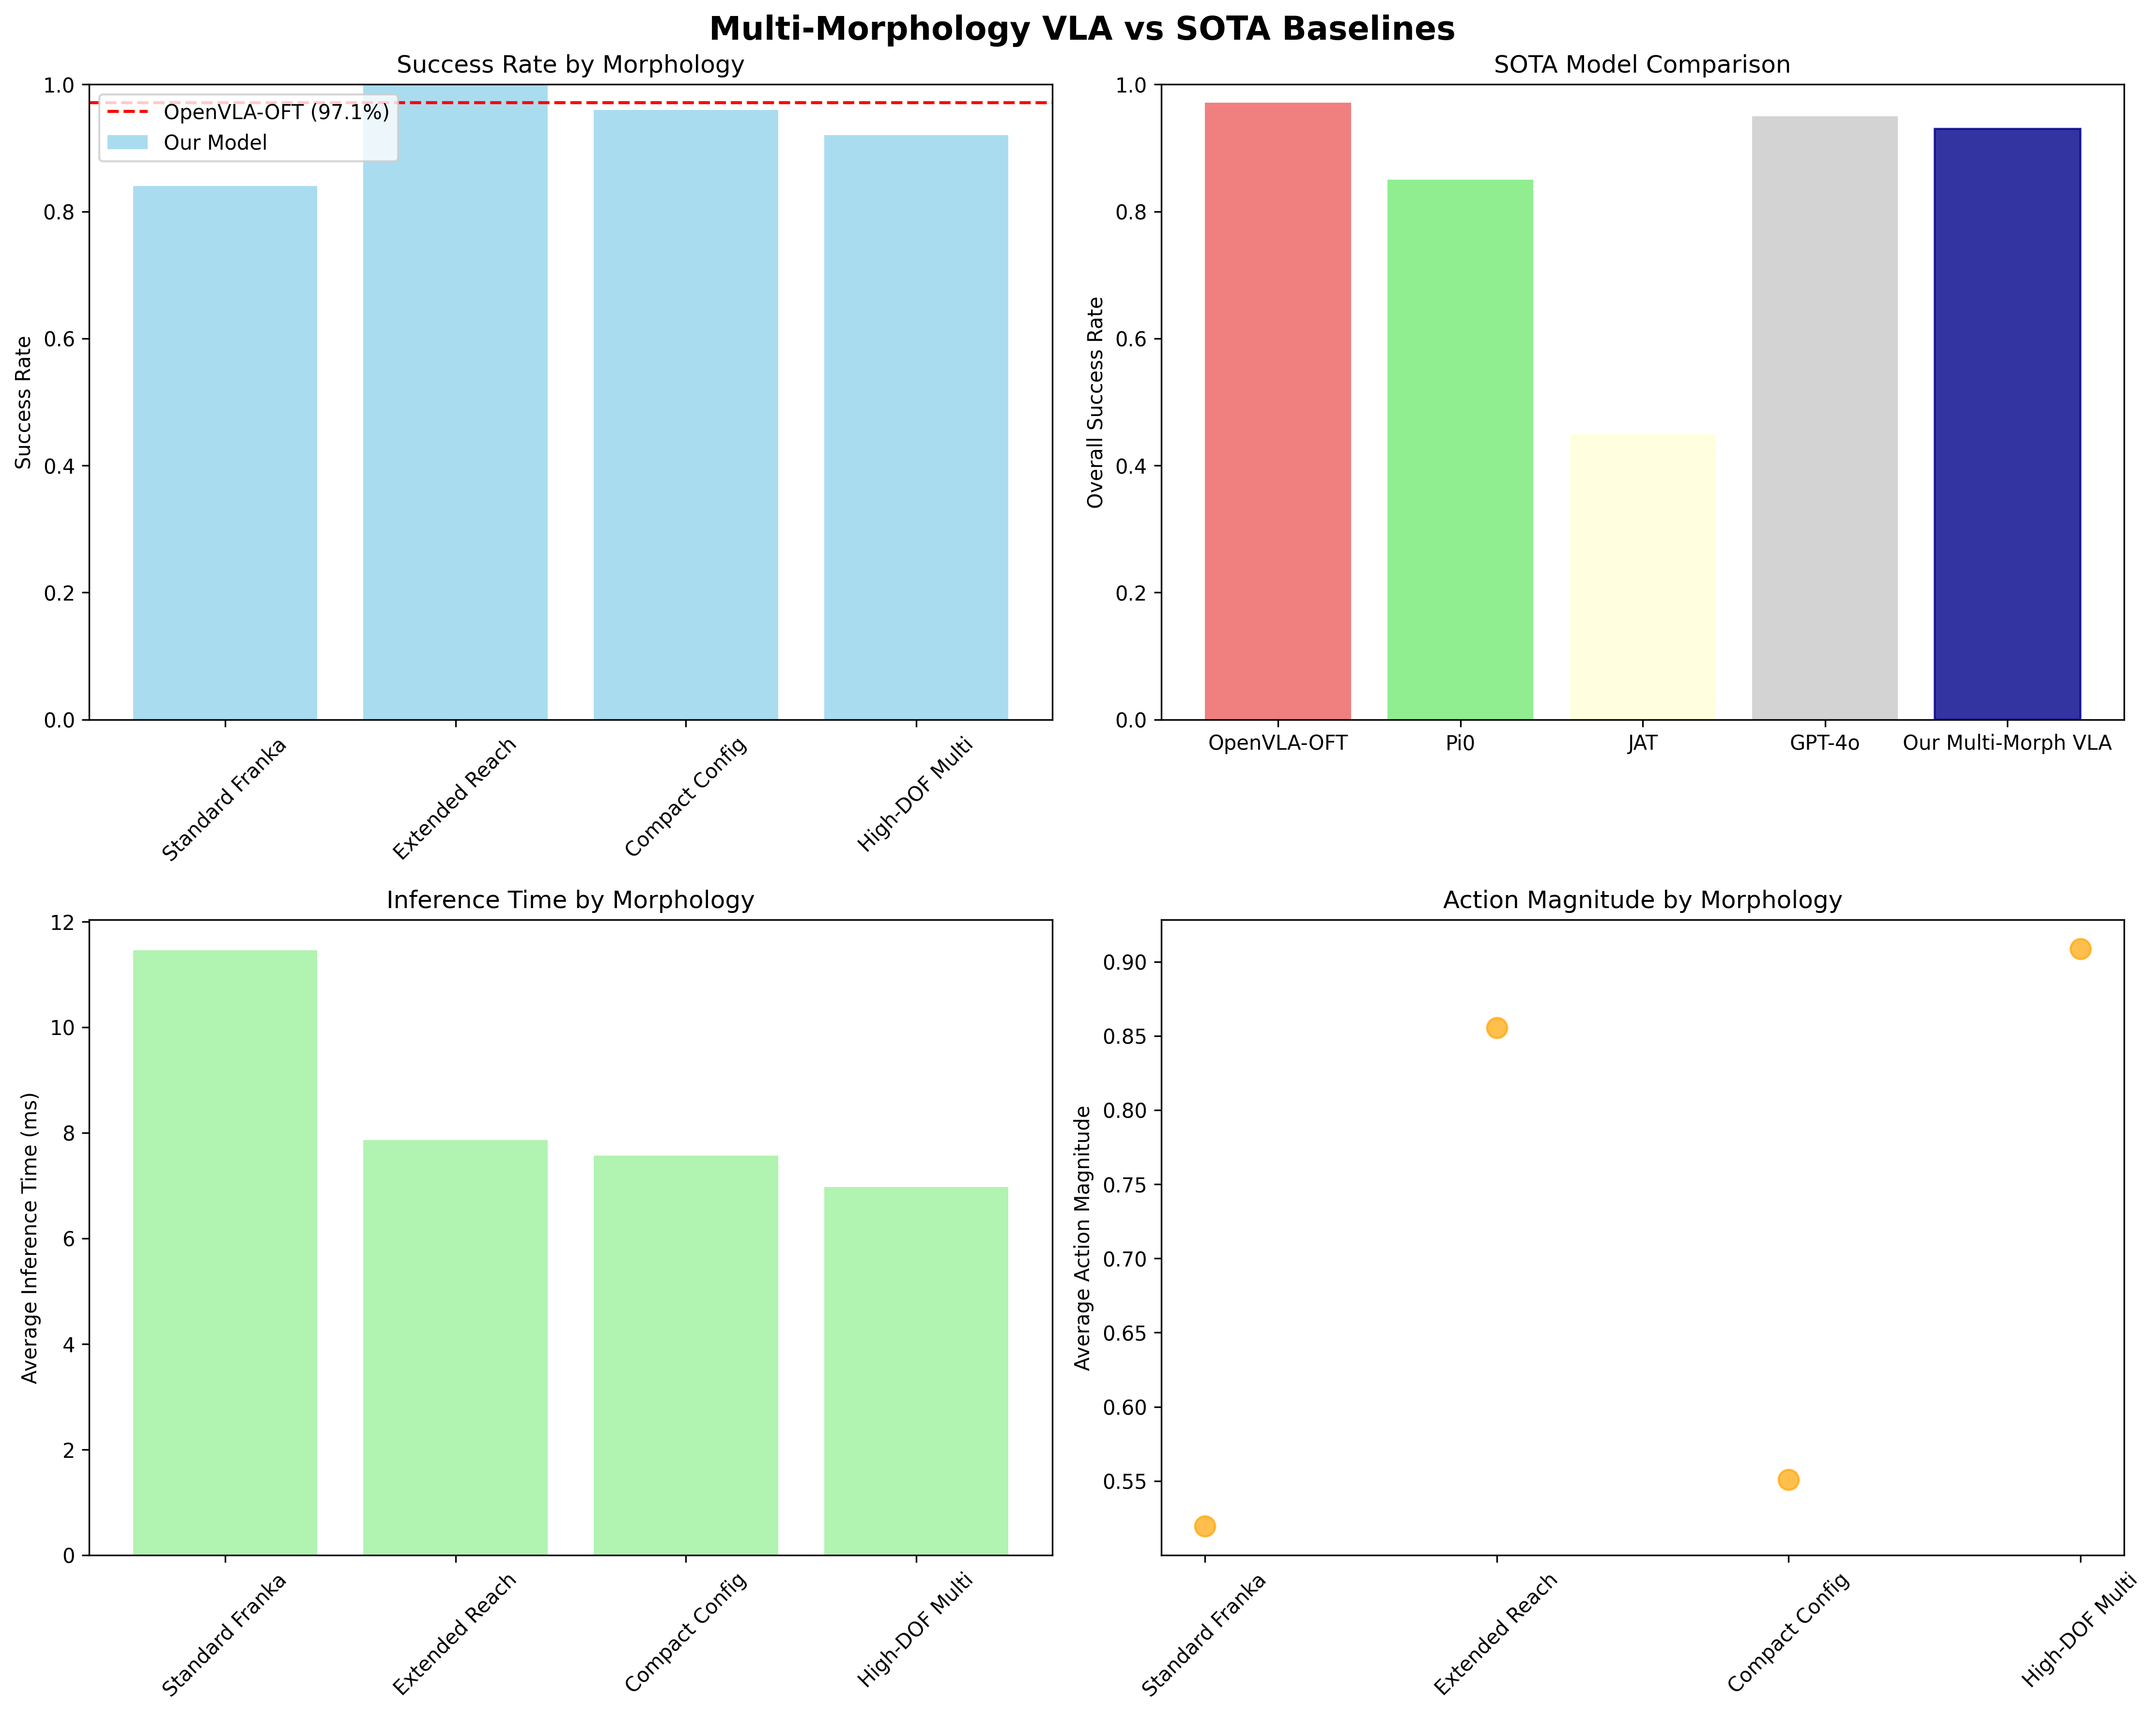 Multi-Morphology VLA vs SOTA Baselines
Success Rate by Morphology
Success Rate
1.0
0.8
0.6
0.4
0.2
0.0
OpenVLA-OFT (97.1%)
Our Model
Standard Franka
Extended Reach
Compact Config
High-DOF Multi
SOTA Model Comparison
Overall Success Rate
1.0
0.8
0.6
0.4
0.2
0.0
OpenVLA-OFT
Pi0
JAT
GPT-4o
Our Multi-Morph VLA
Inference Time by Morphology
Average Inference Time (ms)
12
10
8
6
4
2
0
Standard Franka
Extended Reach
Compact Config
High-DOF Multi
Action Magnitude by Morphology
Average Action Magnitude
0.90
0.85
0.80
0.75
0.70
0.65
0.60
0.55
Standard Franka
Extended Reach
Compact Config
High-DOF Multi